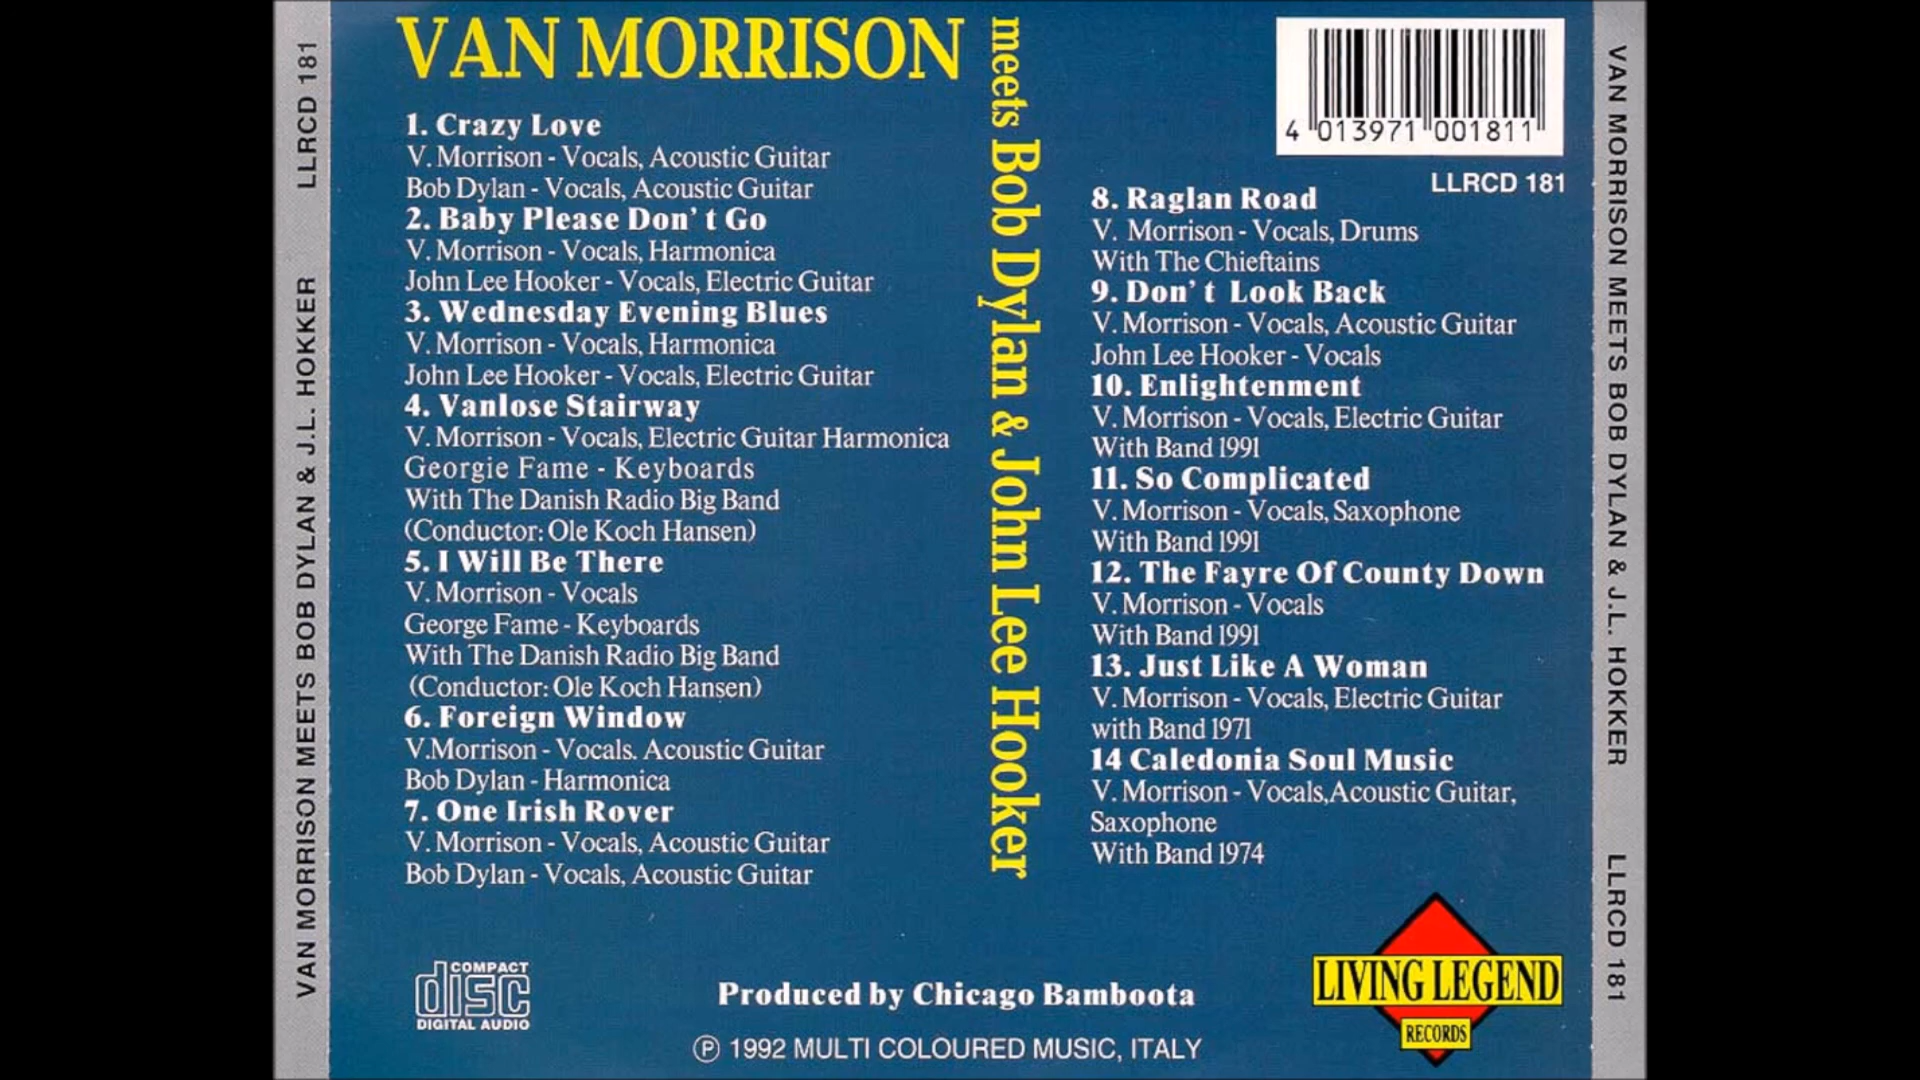 VAN MORRISON MEETS BOB DYLAN & J.L. HOKKER LLRCD 181
VAN MORRISON
meets Bob Dylan & John Lee Hooker
1. Crazy Love
V. Morrison - Vocals, Acoustic Guitar
Bob Dylan - Vocals, Acoustic Guitar
2. Baby Please Don' t Go
V. Morrison - Vocals, Harmonica
John Lee Hooker - Vocals, Electric Guitar
3. Wednesday Evening Blues
V. Morrison - Vocals, Harmonica
John Lee Hooker - Vocals, Electric Guitar
4. Vanlose Stairway
V. Morrison - Vocals, Electric Guitar Harmonica
Georgie Fame - Keyboards
With The Danish Radio Big Band
(Conductor: Ole Koch Hansen)
5. I Will Be There
V. Morrison - Vocals
George Fame - Keyboards
With The Danish Radio Big Band
(Conductor: Ole Koch Hansen)
6. Foreign Window
V.Morrison - Vocals. Acoustic Guitar
Bob Dylan - Harmonica
7. One Irish Rover
V. Morrison - Vocals, Acoustic Guitar
Bob Dylan - Vocals, Acoustic Guitar
4 013971 001811
LLRCD 181
8. Raglan Road
V. Morrison - Vocals, Drums
With The Chieftains
9. Don' t Look Back
V. Morrison - Vocals, Acoustic Guitar
John Lee Hooker - Vocals
10. Enlightenment
V. Morrison - Vocals, Electric Guitar
With Band 1991
11. So Complicated
V. Morrison - Vocals, Saxophone
With Band 1991
12. The Fayre Of County Down
V. Morrison - Vocals
With Band 1991
13. Just Like A Woman
V. Morrison - Vocals, Electric Guitar
with Band 1971
14 Caledonia Soul Music
V. Morrison - Vocals,Acoustic Guitar,
Saxophone
With Band 1974
COMPACT
disc
DIGITAL AUDIO
Produced by Chicago Bamboota
℗ 1992 MULTI COLOURED MUSIC, ITALY
LIVING LEGEND
RECORDS
VAN MORRISON MEETS BOB DYLAN & J.L. HOKKER LLRCD 181